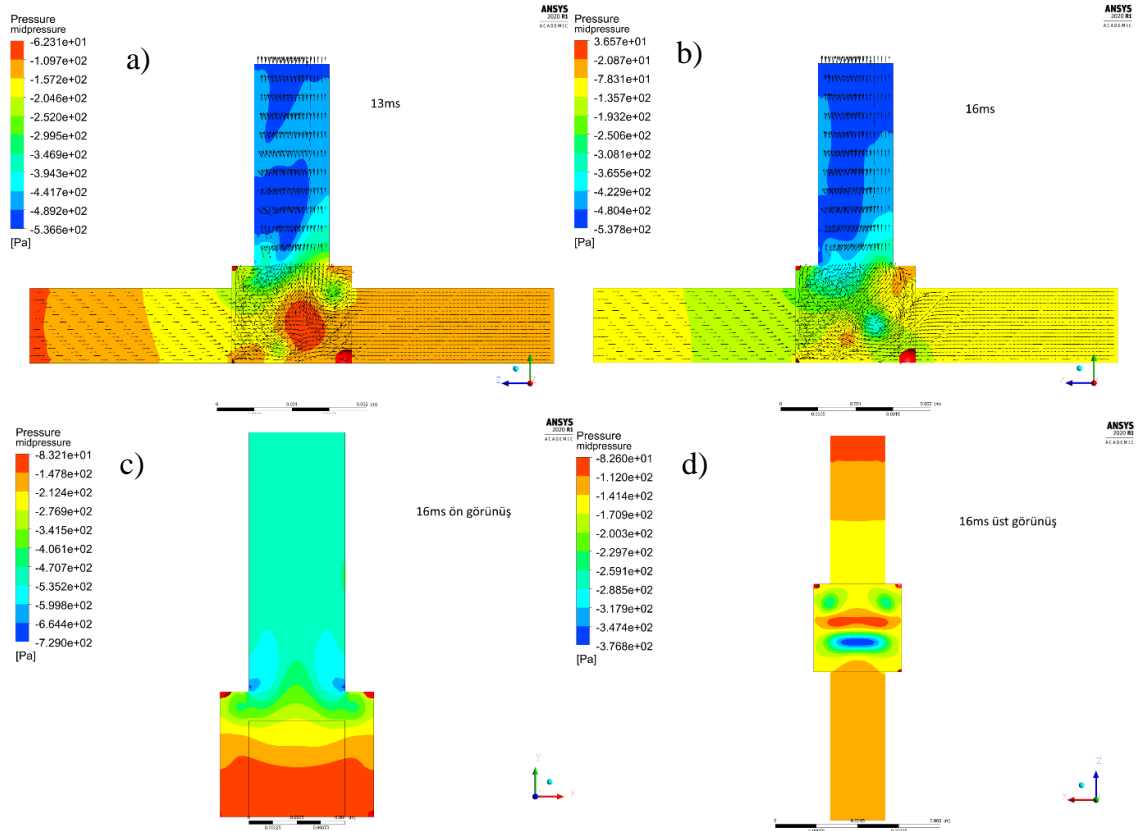 Pressure
midpressure
-6.231e+01
-1.097e+02
-1.572e+02
-2.046e+02
-2.520e+02
-2.995e+02
-3.469e+02
-3.943e+02
-4.417e+02
-4.892e+02
-5.366e+02
[Pa]
a)
13ms
ANSYS
2020 R1
ACADEMIC
Z
0.001
0.002 (m)
Pressure
midpressure
3.657e+01
-2.087e+01
-7.831e+01
-1.357e+02
-1.932e+02
-2.506e+02
-3.081e+02
-3.655e+02
-4.229e+02
-4.804e+02
-5.378e+02
[Pa]
b)
16ms
ANSYS
2020 R1
ACADEMIC
Z
0.001
0.002 (m)
Pressure
midpressure
-8.321e+01
-1.478e+02
-2.124e+02
-2.769e+02
-3.415e+02
-4.061e+02
-4.707e+02
-5.352e+02
-5.998e+02
-6.644e+02
-7.290e+02
[Pa]
c)
16ms ön görünüş
ANSYS
2020 R1
ACADEMIC
Y
X
Pressure
midpressure
-8.260e+01
-1.120e+02
-1.414e+02
-1.709e+02
-2.003e+02
-2.297e+02
-2.591e+02
-2.885e+02
-3.179e+02
-3.474e+02
-3.768e+02
[Pa]
d)
16ms üst görünüş
ANSYS
2020 R1
ACADEMIC
Z
X